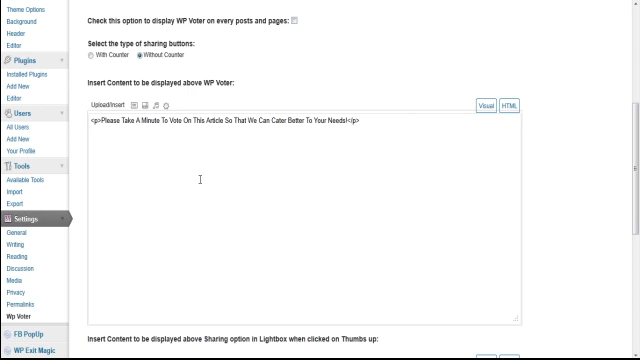 Theme Options
Background
Header
Editor
Plugins
Installed Plugins
Add New
Editor
Users
All Users
Add New
Your Profile
Tools
Available Tools
Import
Export
Settings
General
Writing
Reading
Discussion
Media
Privacy
Permalinks
Wp Voter
FB PopUp
WP Exit Magic
Check this option to display WP Voter on every posts and pages:
Select the type of sharing buttons:
With Counter Without Counter
Insert Content to be displayed above WP Voter:
Upload/Insert Visual HTML
<p>Please Take A Minute To Vote On This Article So That We Can Cater Better To Your Needs!</p>
Insert Content to be displayed above Sharing option in Lightbox when clicked on Thumbs up: